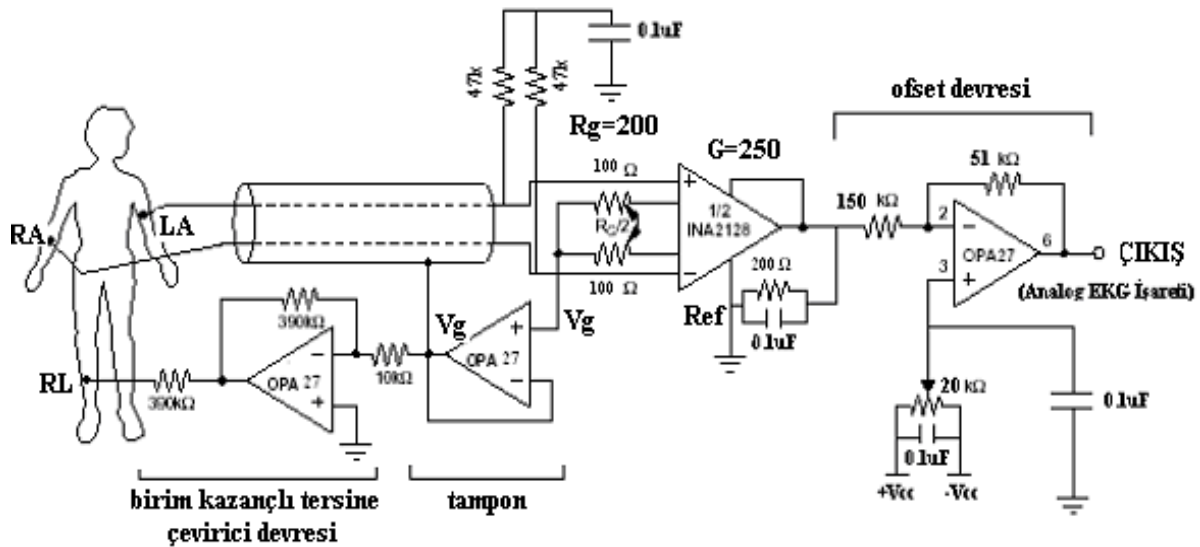 0.1uF
47k
47k
ofset devresi
Rg=200
G=250
51 kΩ
100 Ω
150 kΩ
+
1/2
INA2128
RG/2
−
2
−
6
OPA27
3
+
ÇIKIŞ
(Analog EKG İşareti)
RA
LA
100 Ω
200 Ω
Ref
0.1uF
390kΩ
Vg
+
Vg
OPA 27
−
−
OPA 27
+
10kΩ
RL
390kΩ
20 kΩ
0.1uF
0.1uF
+Vcc
-Vcc
birim kazançlı tersine
çevirici devresi
tampon